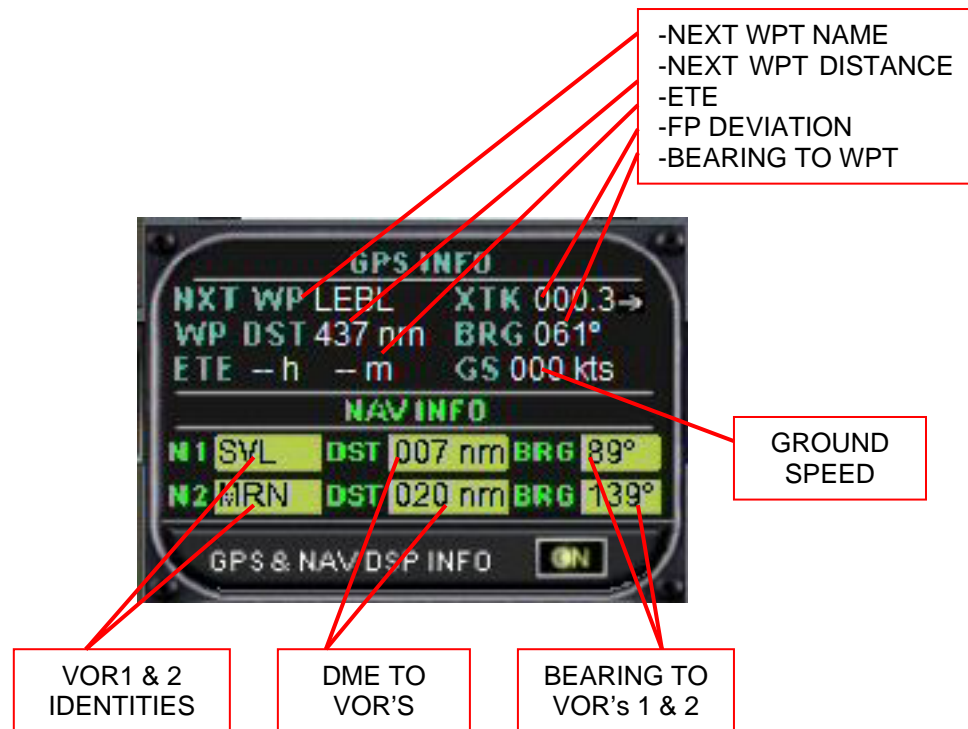 -NEXT WPT NAME
-NEXT WPT DISTANCE
-ETE
-FP DEVIATION
-BEARING TO WPT
GPS INFO
NXT WP LEBL XTK 000.3→
WP DST 437 nm BRG 061°
ETE -- h -- m GS 000 kts
NAV INFO
N1 SVL DST 007 nm BRG 89°
N2 MRN DST 020 nm BRG 139°
GPS & NAV DSP INFO ON
GROUND
SPEED
VOR1 & 2
IDENTITIES
DME TO
VOR'S
BEARING TO
VOR's 1 & 2